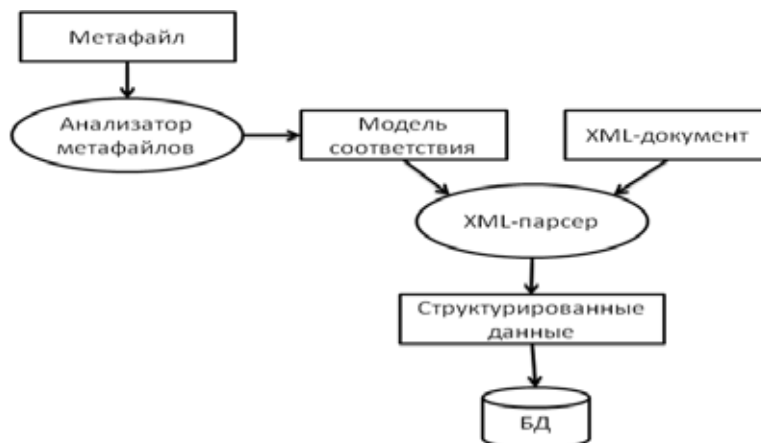 Метафайл
Анализатор
метафайлов
Модель
соответствия
XML-документ
XML-парсер
Структурированные
данные
БД